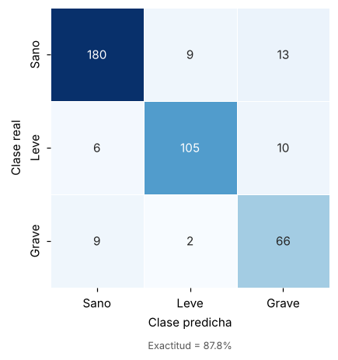 Clase real
Sano
180 9 13
Leve
6 105 10
Grave
9 2 66
Sano Leve Grave
Clase predicha
Exactitud = 87.8%